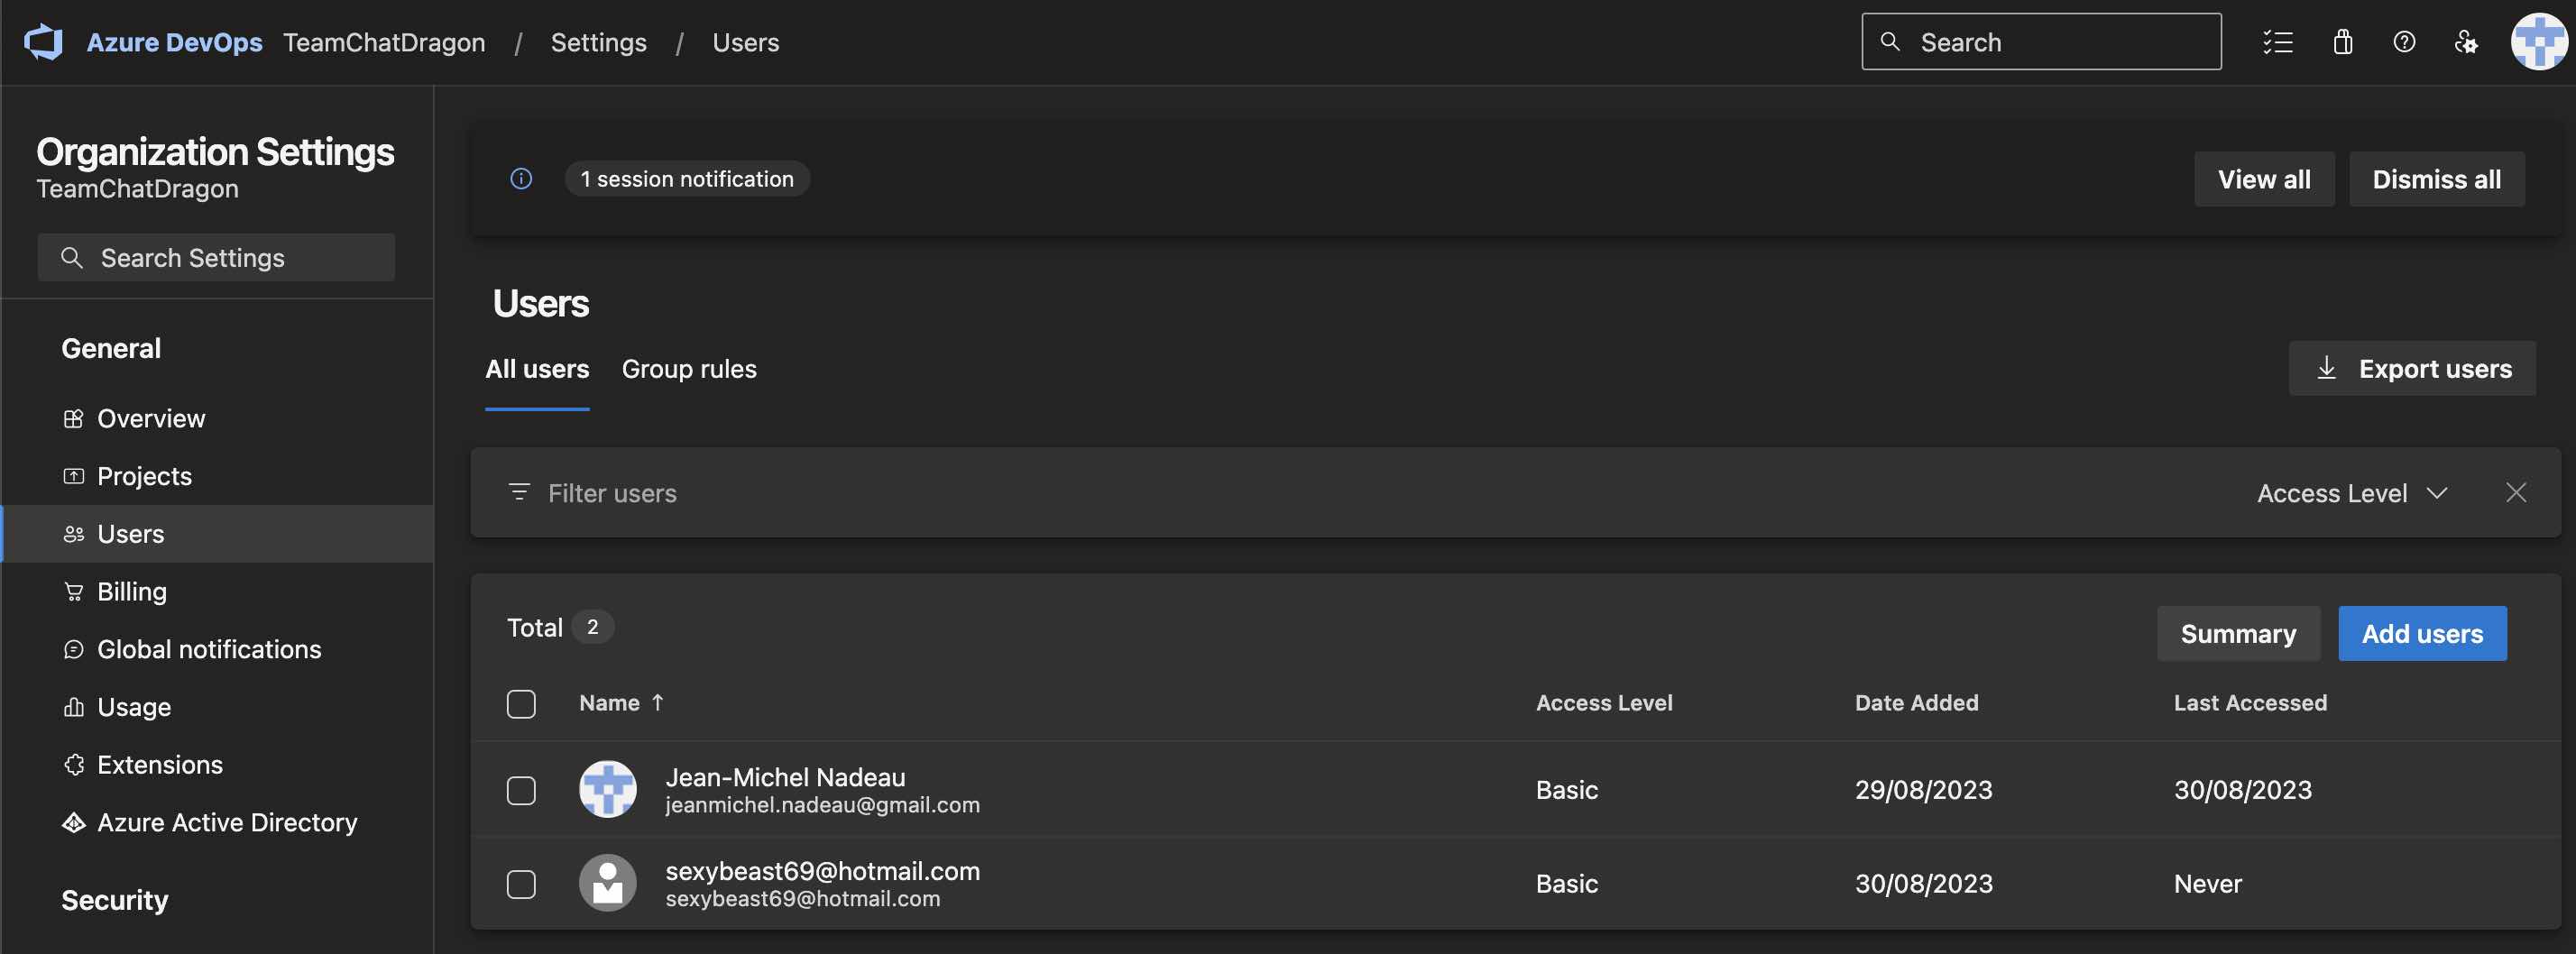 Azure DevOps TeamChatDragon / Settings / Users
Search
Organization Settings
TeamChatDragon
Search Settings
General
Overview
Projects
Users
Billing
Global notifications
Usage
Extensions
Azure Active Directory
Security
1 session notification
View all
Dismiss all
Users
All users
Group rules
Export users
Filter users
Access Level
Total 2
Summary
Add users
Name ↑ Access Level Date Added Last Accessed
Jean-Michel Nadeau
jeanmichel.nadeau@gmail.com
Basic 29/08/2023 30/08/2023
sexybeast69@hotmail.com
sexybeast69@hotmail.com
Basic 30/08/2023 Never